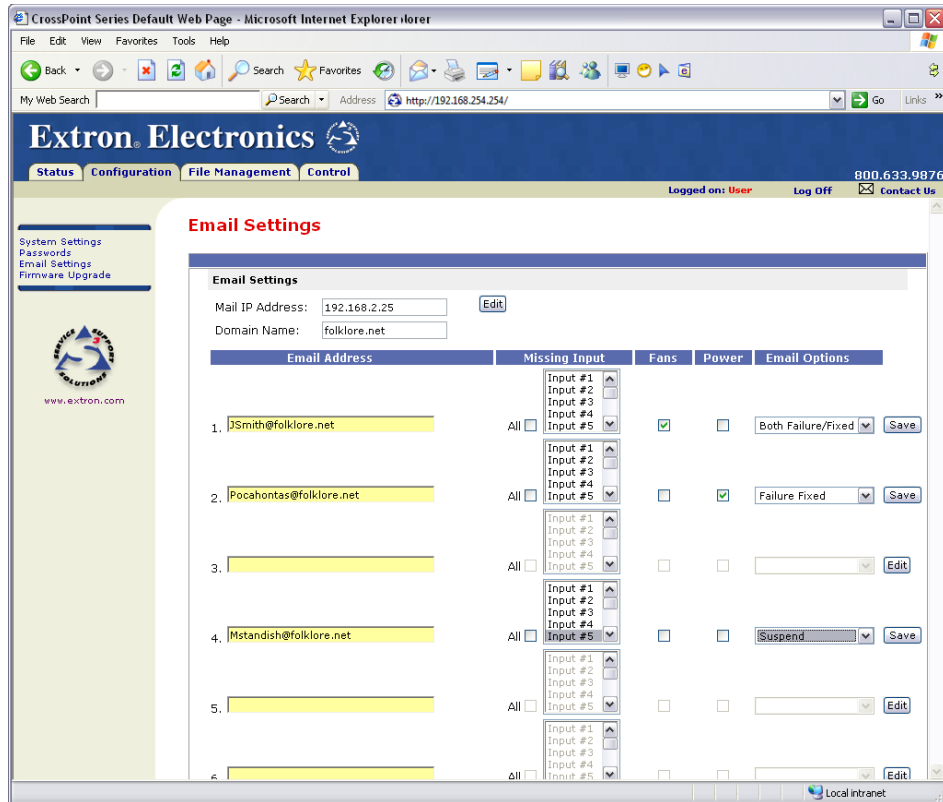 CrossPoint Series Default Web Page - Microsoft Internet Explorer
File Edit View Favorites Tools Help
Back Search Favorites
My Web Search Search Address http://192.168.254.254/ Go Links »
Extron® Electronics
Status Configuration File Management Control
800.633.9876
Logged on: User Log Off Contact Us
System Settings
Passwords
Email Settings
Firmware Upgrade
SERVICE SUPPORT SOLUTIONS
3
www.extron.com
Email Settings
Email Settings
Mail IP Address: 192.168.2.25 Edit
Domain Name: folklore.net
Email Address Missing Input Fans Power Email Options
Input #1
Input #2
Input #3
Input #4
1. JSmith@folklore.net All Input #5 Both Failure/Fixed Save
Input #1
Input #2
Input #3
Input #4
2. Pocahontas@folklore.net All Input #5 Failure Fixed Save
Input #1
Input #2
Input #3
Input #4
3. All Input #5 Edit
Input #1
Input #2
Input #3
Input #4
4. Mstandish@folklore.net All Input #5 Suspend Save
Input #1
Input #2
Input #3
Input #4
5. All Input #5 Edit
Input #1
Input #2
Input #3
Input #4
6. All Input #5 Edit
Local intranet